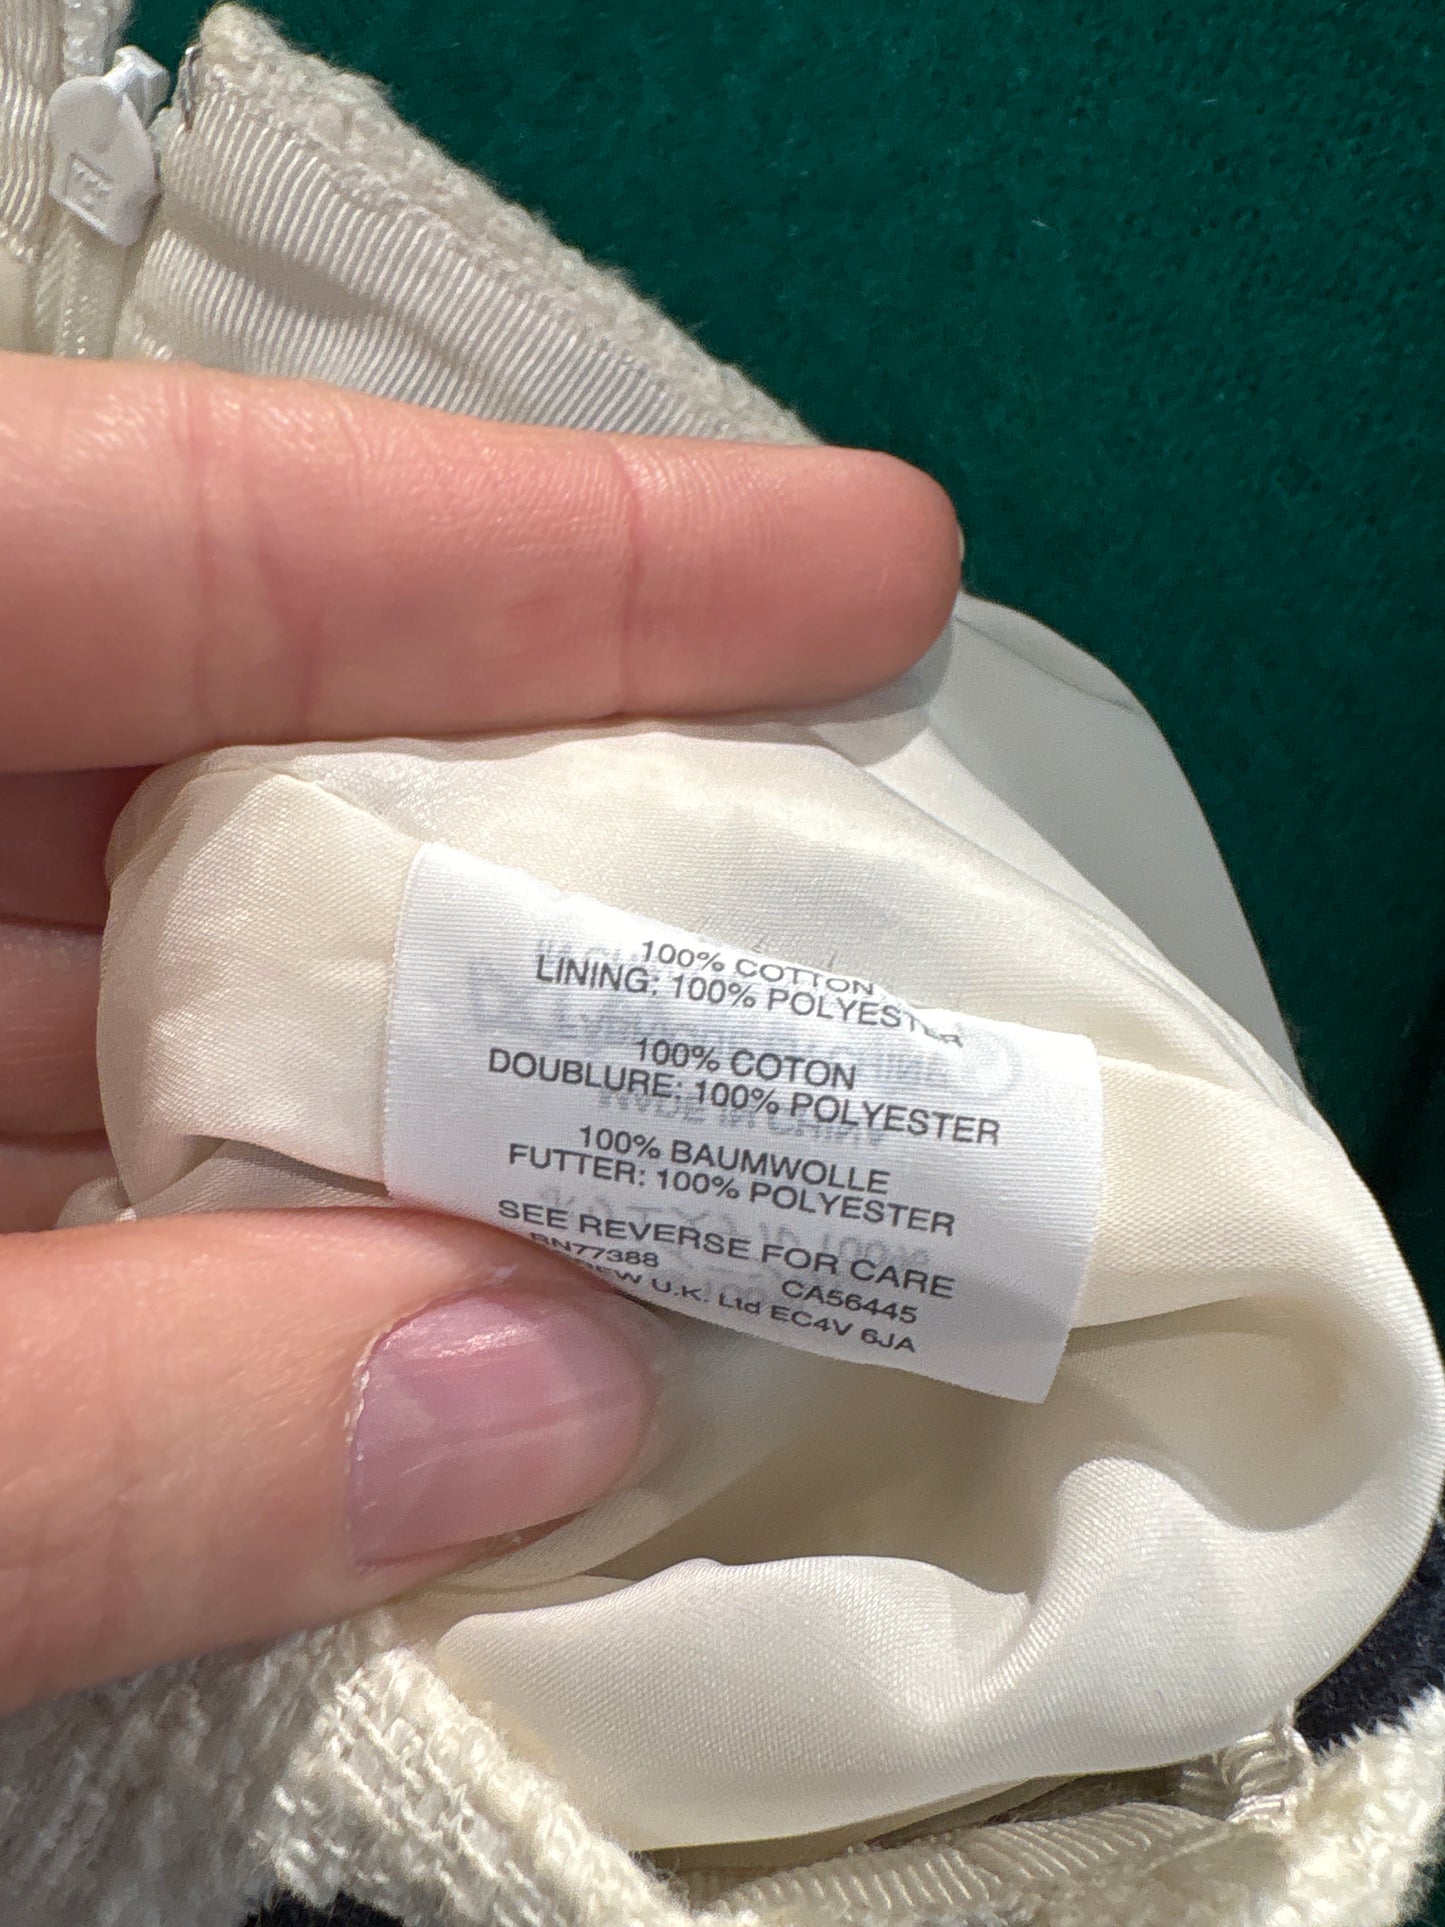 YKK
100% COTTON
LINING: 100% POLYESTER
100% COTON
DOUBLURE: 100% POLYESTER
100% BAUMWOLLE
FUTTER: 100% POLYESTER
SEE REVERSE FOR CARE
RN77388 CA56445
U.K. Ltd EC4V 6JA